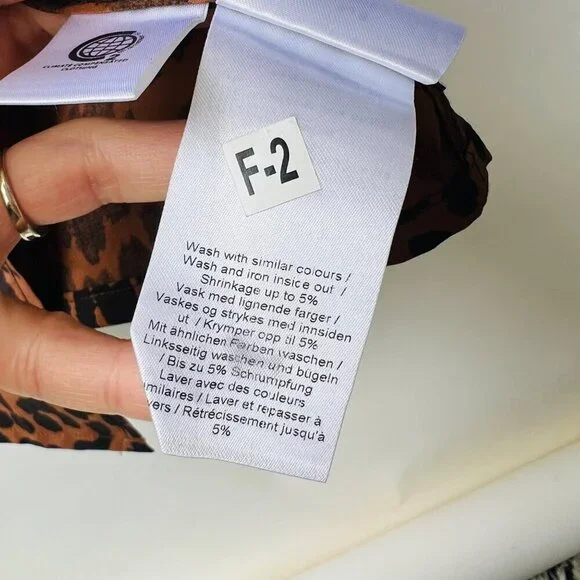 CLIMATE COMPENSATED
CLOTHING
F-2
Wash with similar colours /
Wash and iron inside out /
Shrinkage up to 5%
Vask med lignende farger /
Vaskes og strykes med innsiden
ut / Krymper opp til 5%
Mit ähnlichen Farben waschen /
Linksseitig waschen und bügeln
/ Bis zu 5% Schrumpfung
Laver avec des couleurs
umilaires / Laver et repasser à
vers / Rétrécissement jusqu'à
5%